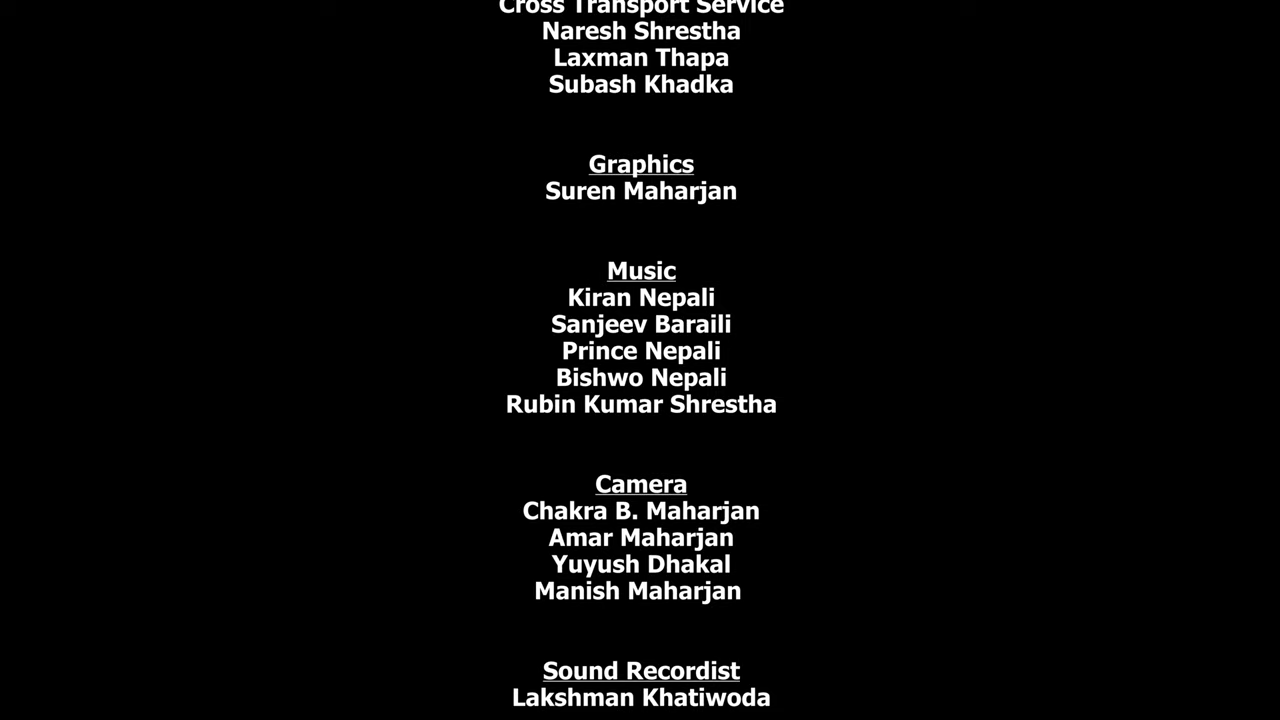 Cross Transport Service
Naresh Shrestha
Laxman Thapa
Subash Khadka
Graphics
Suren Maharjan
Music
Kiran Nepali
Sanjeev Baraili
Prince Nepali
Bishwo Nepali
Rubin Kumar Shrestha
Camera
Chakra B. Maharjan
Amar Maharjan
Yuyush Dhakal
Manish Maharjan
Sound Recordist
Lakshman Khatiwoda